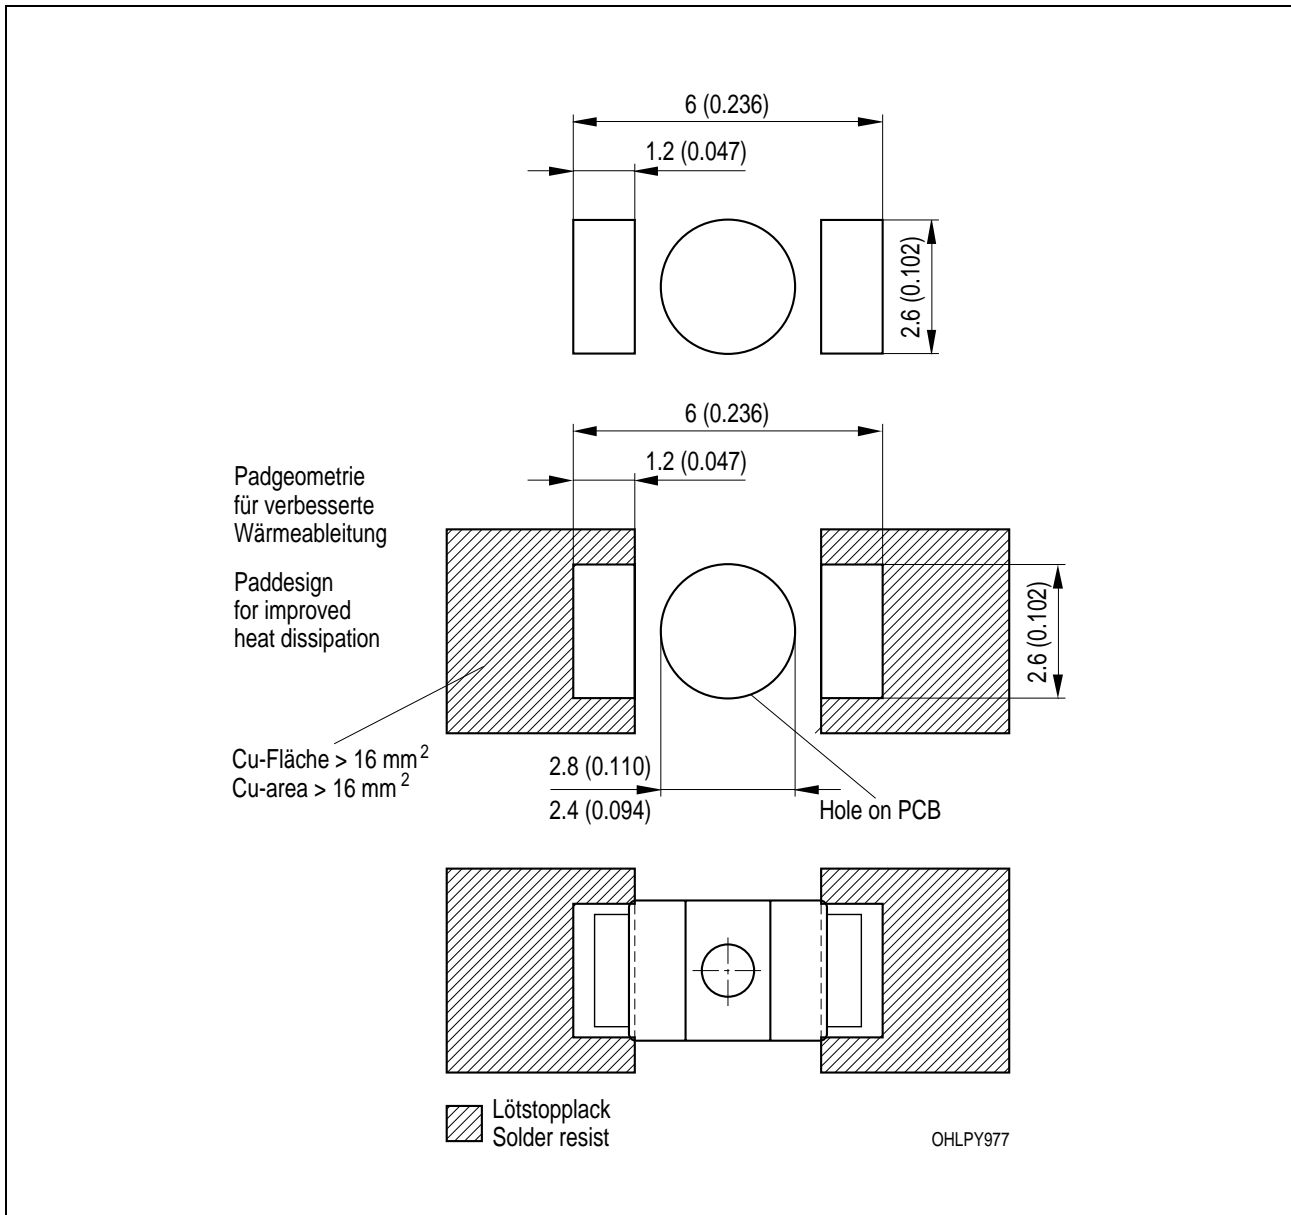 6 (0.236)
1.2 (0.047)
2.6 (0.102)
6 (0.236)
1.2 (0.047)
Padgeometrie
für verbesserte
Wärmeableitung
Paddesign
for improved
heat dissipation
2.6 (0.102)
Cu-Fläche > 16 mm²
Cu-area > 16 mm²
2.8 (0.110)
2.4 (0.094)
Hole on PCB
Lötstopplack
Solder resist
OHLPY977